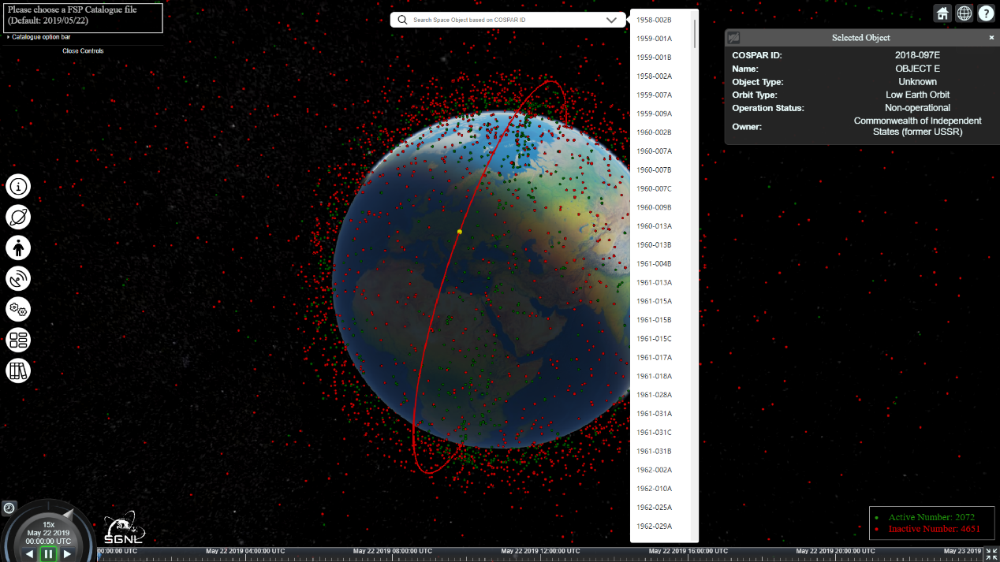 Please choose a FSP Catalogue file
(Default: 2019/05/22)
Catalogue option bar
Close Controls
Search Space Object based on COSPAR ID
1958-002B
1959-001A
1959-001B
1958-002A
1959-007A
1959-009A
1960-002B
1960-007A
1960-007B
1960-007C
1960-009B
1960-013A
1960-013B
1961-004B
1961-013A
1961-015A
1961-015B
1961-015C
1961-017A
1961-018A
1961-028A
1961-031A
1961-031C
1961-031B
1962-002A
1962-010A
1962-025A
1962-029A
?
Selected Object
COSPAR ID: 2018-097E
Name: OBJECT E
Object Type: Unknown
Orbit Type: Low Earth Orbit
Operation Status: Non-operational
Owner: Commonwealth of Independent
States (former USSR)
Active Number: 2072
Inactive Number: 4651
15x
May 22 2019
00:00:00 UTC
SGNL
00:00:00 UTC
May 22 2019 04:00:00 UTC
May 22 2019 08:00:00 UTC
May 22 2019 12:00:00 UTC
May 22 2019 16:00:00 UTC
May 22 2019 20:00:00 UTC
May 23 2019